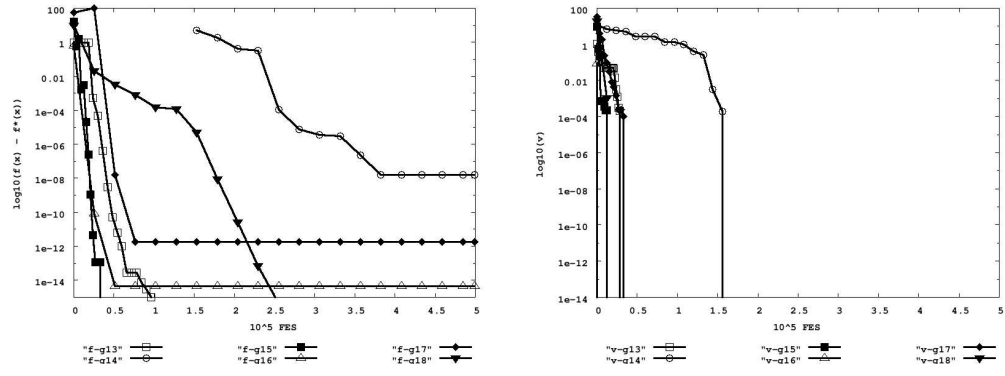 100
1
0.01
1e-04
1e-06
1e-08
1e-10
1e-12
1e-14
log10(f(x) - f*(x))
0 0.5 1 1.5 2 2.5 3 3.5 4 4.5 5
10^5 FES
"f-g13" "f-g15" "f-g17"
"f-g14" "f-g16" "f-g18"
100
1
0.01
1e-04
1e-06
1e-08
1e-10
1e-12
1e-14
log10(v)
0 0.5 1 1.5 2 2.5 3 3.5 4 4.5 5
10^5 FES
"v-g13" "v-g15" "v-g17"
"v-g14" "v-g16" "v-g18"